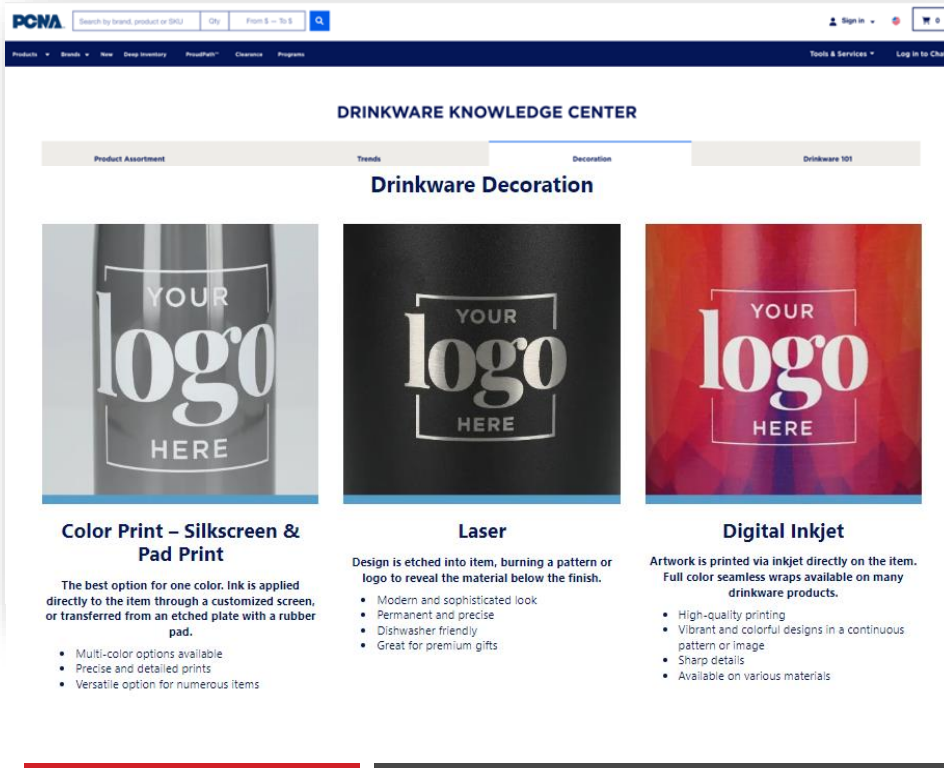 PCNA
Search by brand, product or SKU Qty From $ — To $
Sign in 0
Products Brands New Deep Inventory ProudPath™ Clearance Programs Tools & Services Log in to Cha
DRINKWARE KNOWLEDGE CENTER
Product Assortment Trends Decoration Drinkware 101
Drinkware Decoration
YOUR
logo
HERE
YOUR
logo
HERE
YOUR
logo
HERE
Color Print – Silkscreen &
Pad Print
The best option for one color. Ink is applied
directly to the item through a customized screen,
or transferred from an etched plate with a rubber
pad.
• Multi-color options available
• Precise and detailed prints
• Versatile option for numerous items
Laser
Design is etched into item, burning a pattern or
logo to reveal the material below the finish.
• Modern and sophisticated look
• Permanent and precise
• Dishwasher friendly
• Great for premium gifts
Digital Inkjet
Artwork is printed via inkjet directly on the item.
Full color seamless wraps available on many
drinkware products.
• High-quality printing
• Vibrant and colorful designs in a continuous
pattern or image
• Sharp details
• Available on various materials